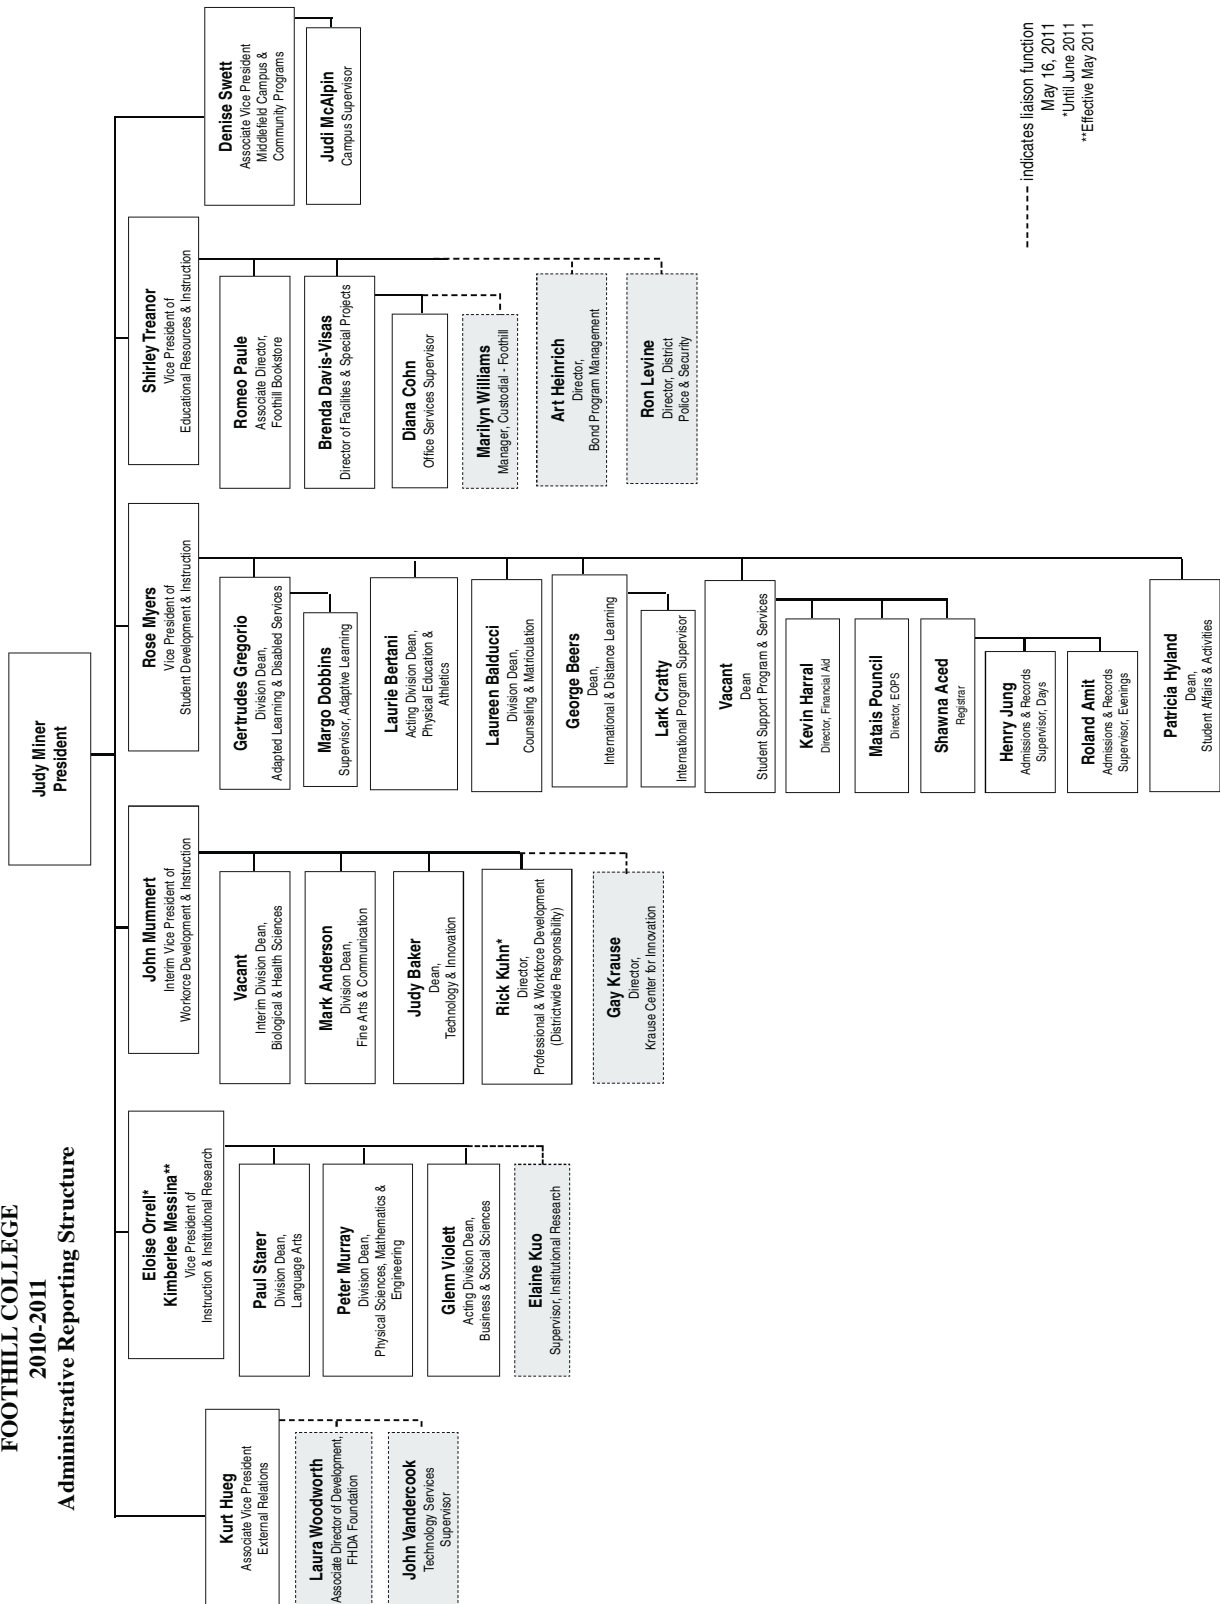 FOOTHILL COLLEGE
2010-2011
Administrative Reporting Structure
Judy Miner
President
Kurt Hueg
Associate Vice President
External Relations
Laura Woodworth
Associate Director of Development,
FHDA Foundation
John Vandercook
Technology Services
Supervisor
Eloise Orrell*
Kimberlee Messina**
Vice President of
Instruction & Institutional Research
Paul Starer
Division Dean,
Language Arts
Peter Murray
Division Dean,
Physical Sciences, Mathematics &
Engineering
Glenn Violett
Acting Division Dean,
Business & Social Sciences
Elaine Kuo
Supervisor, Institutional Research
John Mummert
Interim Vice President of
Workorce Development & Instruction
Vacant
Interim Division Dean,
Biological & Health Sciences
Mark Anderson
Division Dean,
Fine Arts & Communication
Judy Baker
Dean,
Technology & Innovation
Rick Kuhn*
Director,
Professional & Workforce Development
(Districtwide Responsibility)
Gay Krause
Director,
Krause Center for Innovation
Rose Myers
Vice President of
Student Development & Instruction
Gertrudes Gregorio
Division Dean,
Adapted Learning & Disabled Services
Margo Dobbins
Supervisor, Adaptive Learning
Laurie Bertani
Acting Division Dean,
Physical Education &
Athletics
Laureen Balducci
Division Dean,
Counseling & Matriculation
George Beers
Dean,
International & Distance Learning
Lark Cratty
International Program Supervisor
Vacant
Dean
Student Support Program & Services
Kevin Harral
Director, Financial Aid
Matais Pouncil
Director, EOPS
Shawna Aced
Registrar
Henry Jung
Admissions & Records
Supervisor, Days
Roland Amit
Admissions & Records
Supervisor, Evenings
Patricia Hyland
Dean,
Student Affairs & Activities
Shirley Treanor
Vice President of
Educational Resources & Instruction
Romeo Paule
Associate Director,
Foothill Bookstore
Brenda Davis-Visas
Director of Facilities & Special Projects
Diana Cohn
Office Services Supervisor
Marilyn Williams
Manager, Custodial - Foothill
Art Heinrich
Director,
Bond Program Management
Ron Levine
Director, District
Police & Security
Denise Swett
Associate Vice President
Middlefield Campus &
Community Programs
Judi McAlpin
Campus Supervisor
------ indicates liaison function
May 16, 2011
*Until June 2011
**Effective May 2011